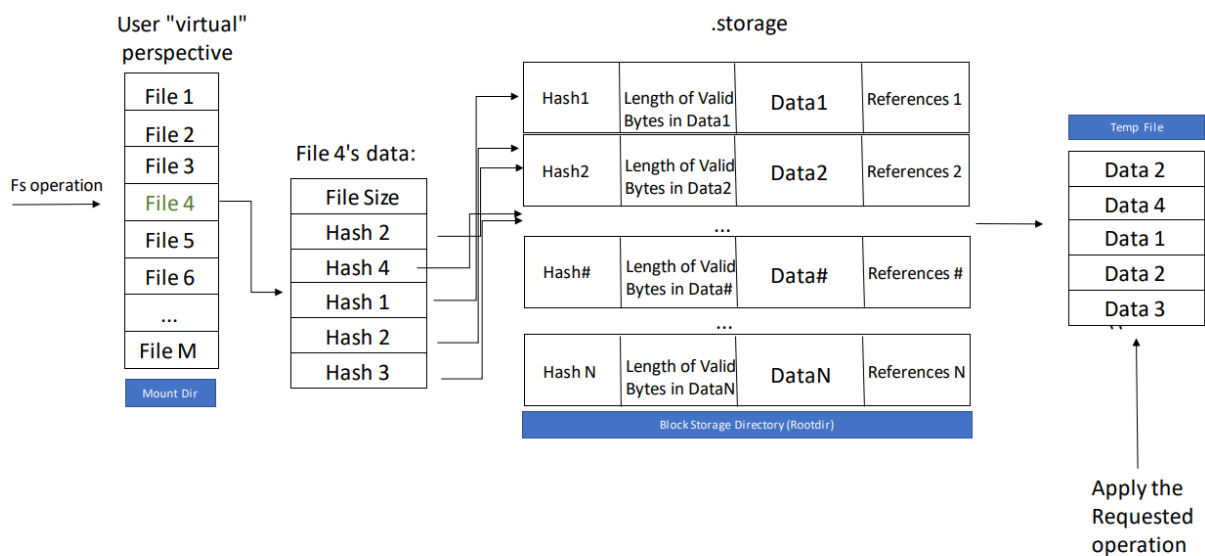 User "virtual"
perspective
File 1
File 2
File 3
File 4
File 5
File 6
...
File M
Mount Dir
Fs operation
File 4's data:
File Size
Hash 2
Hash 4
Hash 1
Hash 2
Hash 3
.storage
Hash1
Length of Valid
Bytes in Data1
Data1
References 1
Hash2
Length of Valid
Bytes in Data2
Data2
References 2
...
Hash#
Length of Valid
Bytes in Data#
Data#
References #
...
Hash N
Length of Valid
Bytes in DataN
DataN
References N
Block Storage Directory (Rootdir)
Temp File
Data 2
Data 4
Data 1
Data 2
Data 3
Apply the
Requested
operation